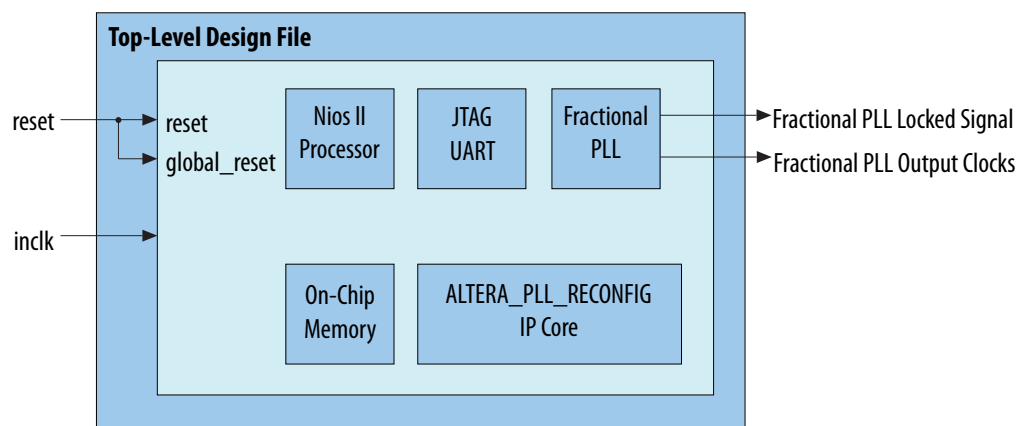 Top-Level Design File
reset
reset
global_reset
inclk
Nios II
Processor
JTAG
UART
Fractional
PLL
Fractional PLL Locked Signal
Fractional PLL Output Clocks
On-Chip
Memory
ALTERA_PLL_RECONFIG
IP Core